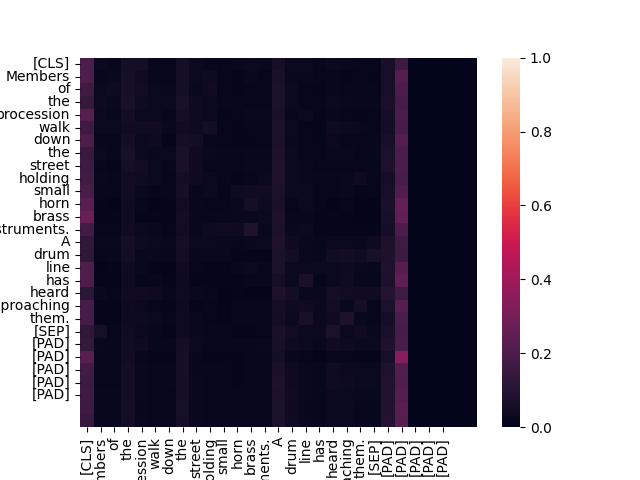 [CLS]
Members
of
the
procession
walk
down
the
street
holding
small
horn
brass
struments.
A
drum
line
has
heard
proaching
them.
[SEP]
[PAD]
[PAD]
[PAD]
[PAD]
[PAD]
1.0
0.8
0.6
0.4
0.2
0.0
[CLS]
mbers
of
the
ession
walk
down
the
street
olding
small
horn
brass
ments.
A
drum
line
has
heard
aching
them.
[SEP]
[PAD]
[PAD]
[PAD]
[PAD]
[PAD]